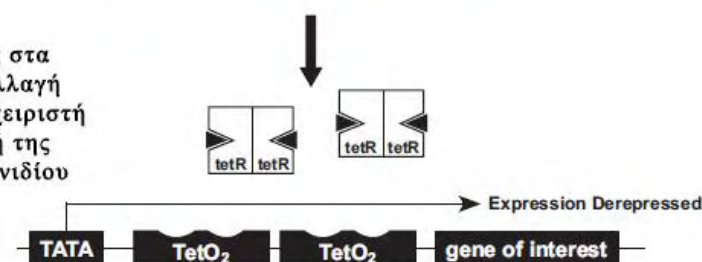 στα
λλαγή
χειριστή
της
νιδίου
tetR tetR
tetR tetR
Expression Derepressed
TATA
TetO₂
TetO₂
gene of interest